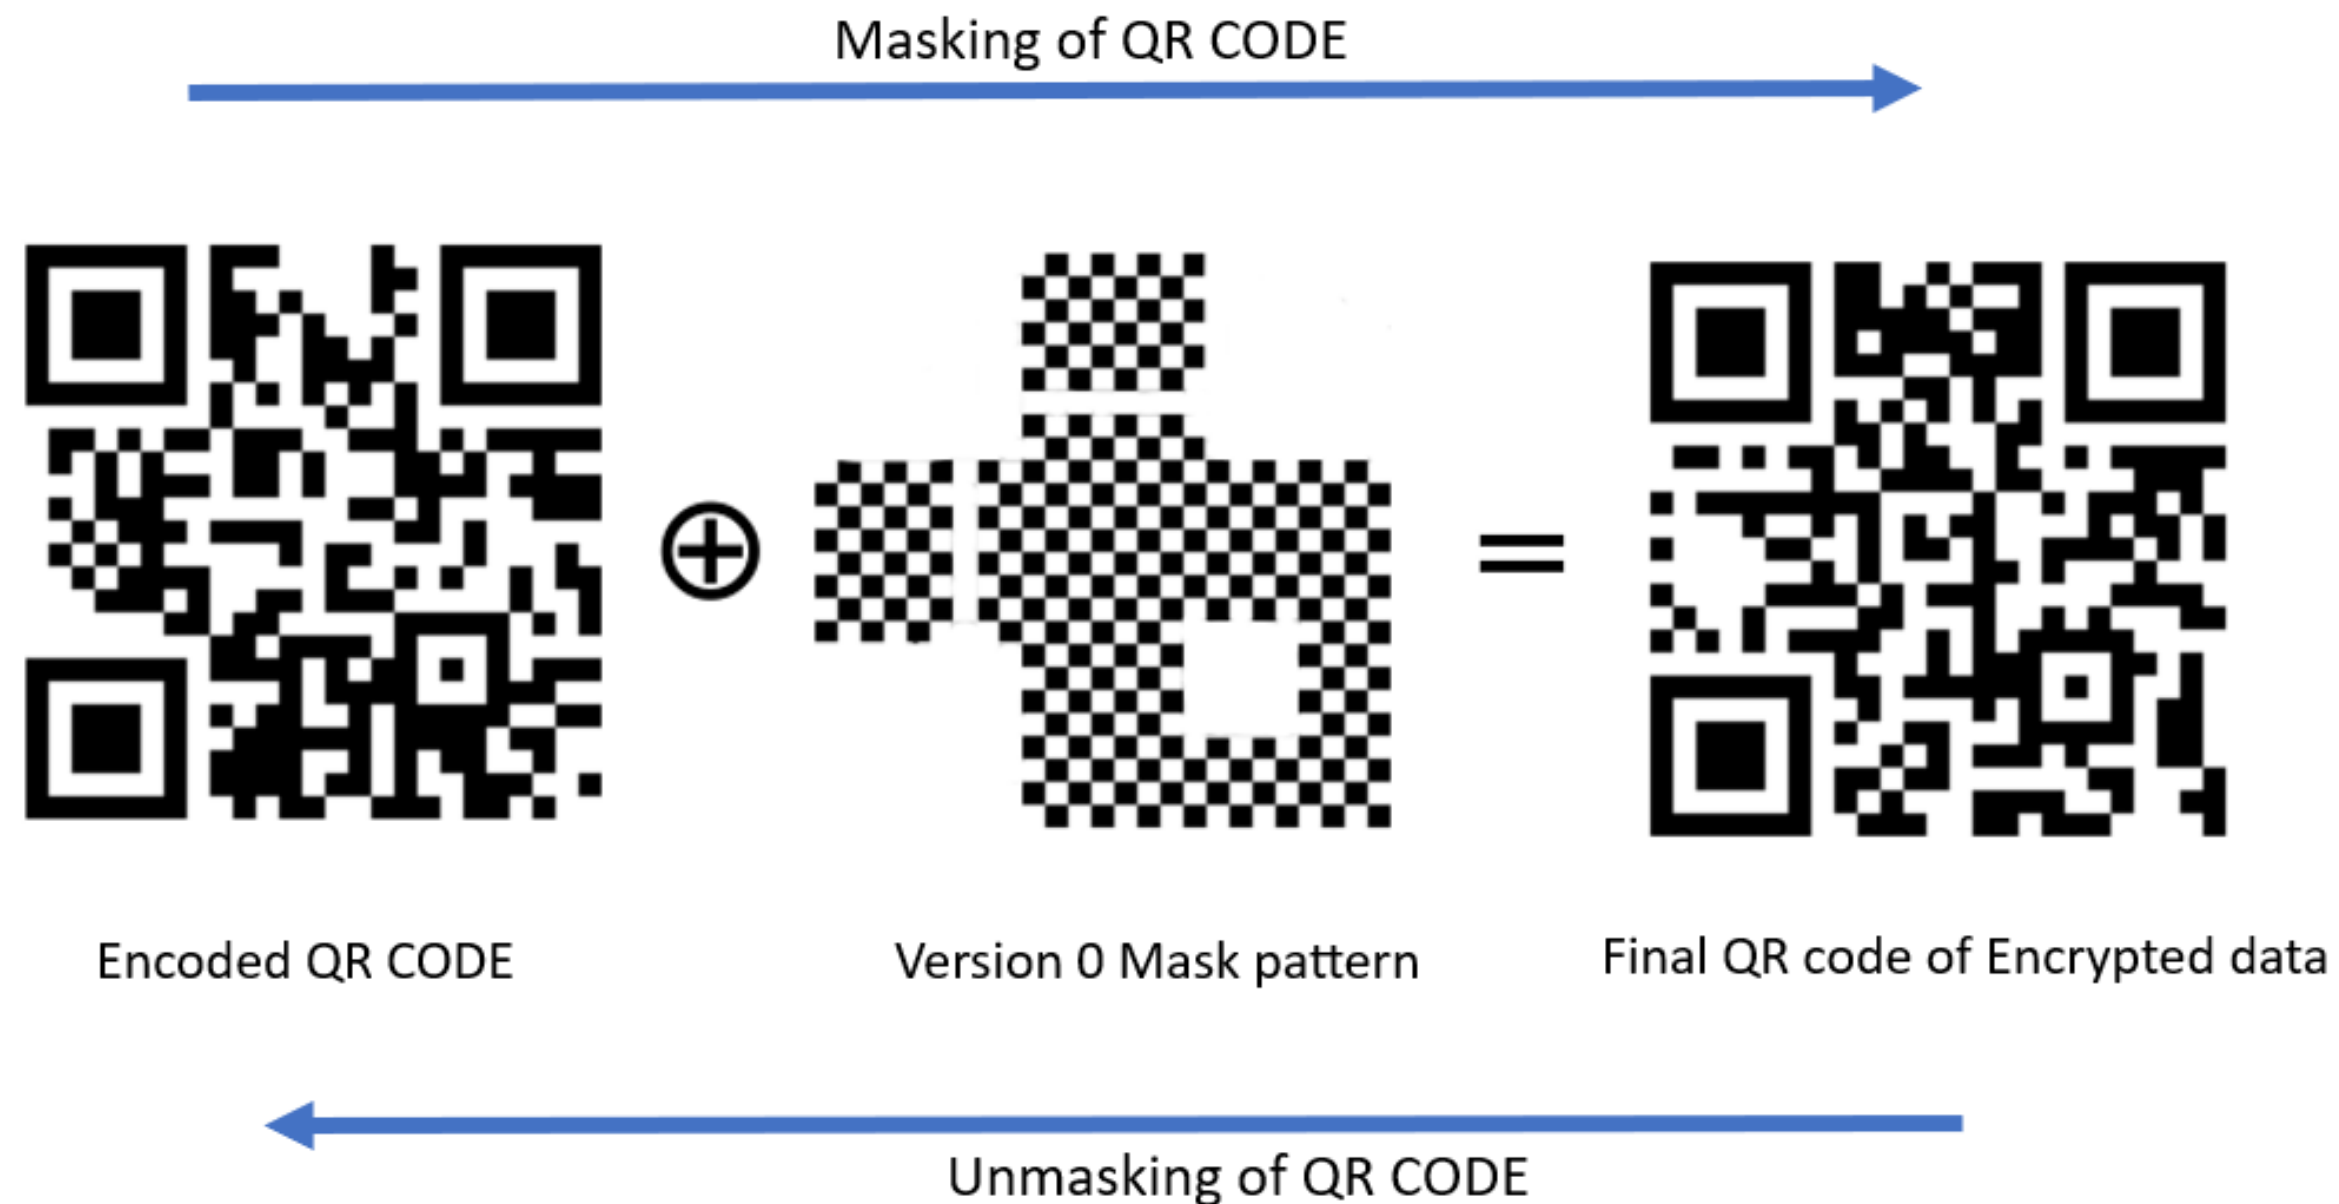 Masking of QR CODE
Encoded QR CODE
Version 0 Mask pattern
Final QR code of Encrypted data
Unmasking of QR CODE